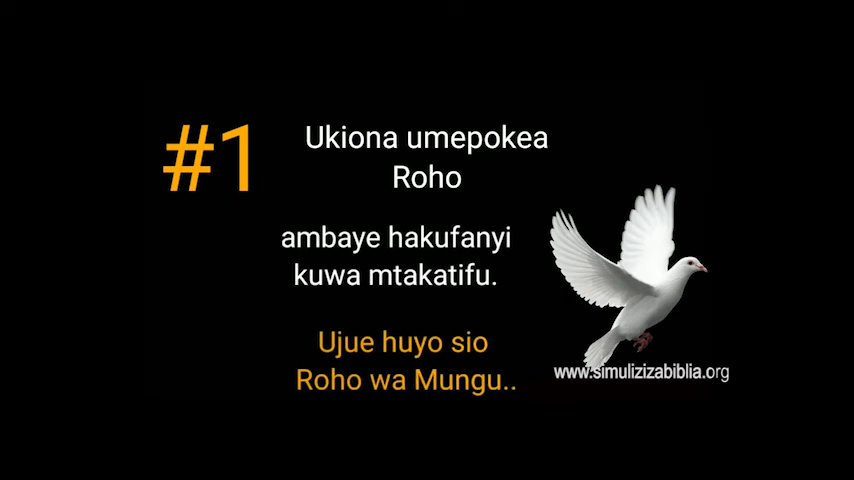 #1
Ukiona umepokea
Roho
ambaye hakufanyi
kuwa mtakatifu.
Ujue huyo sio
Roho wa Mungu..
www.simulizizabiblia.org